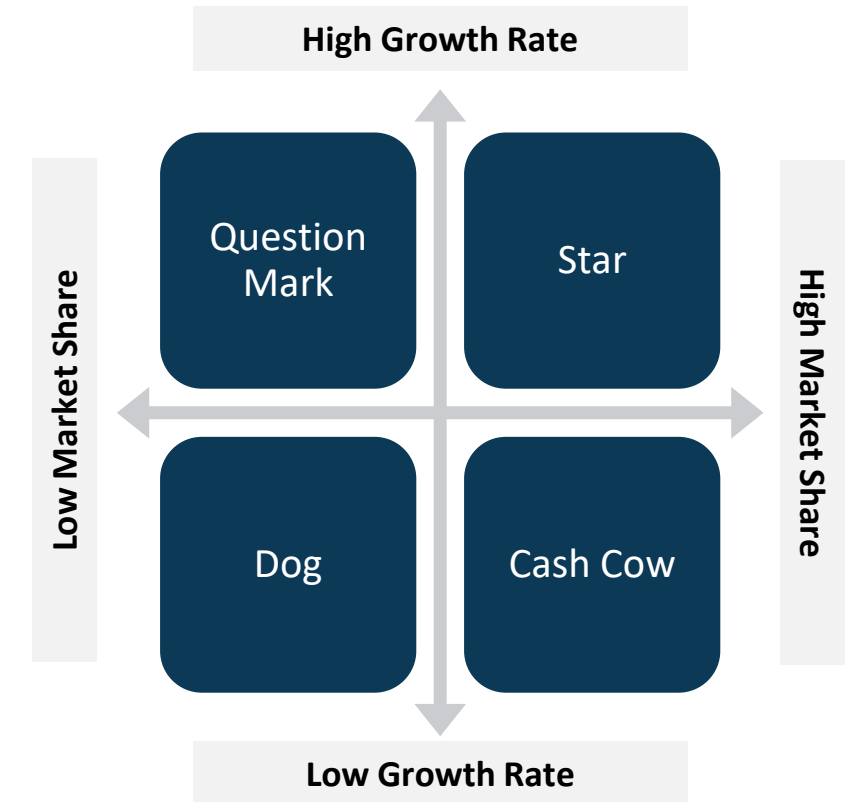 High Growth Rate
Low Market Share
Question
Mark
Star
High Market Share
Dog
Cash Cow
Low Growth Rate